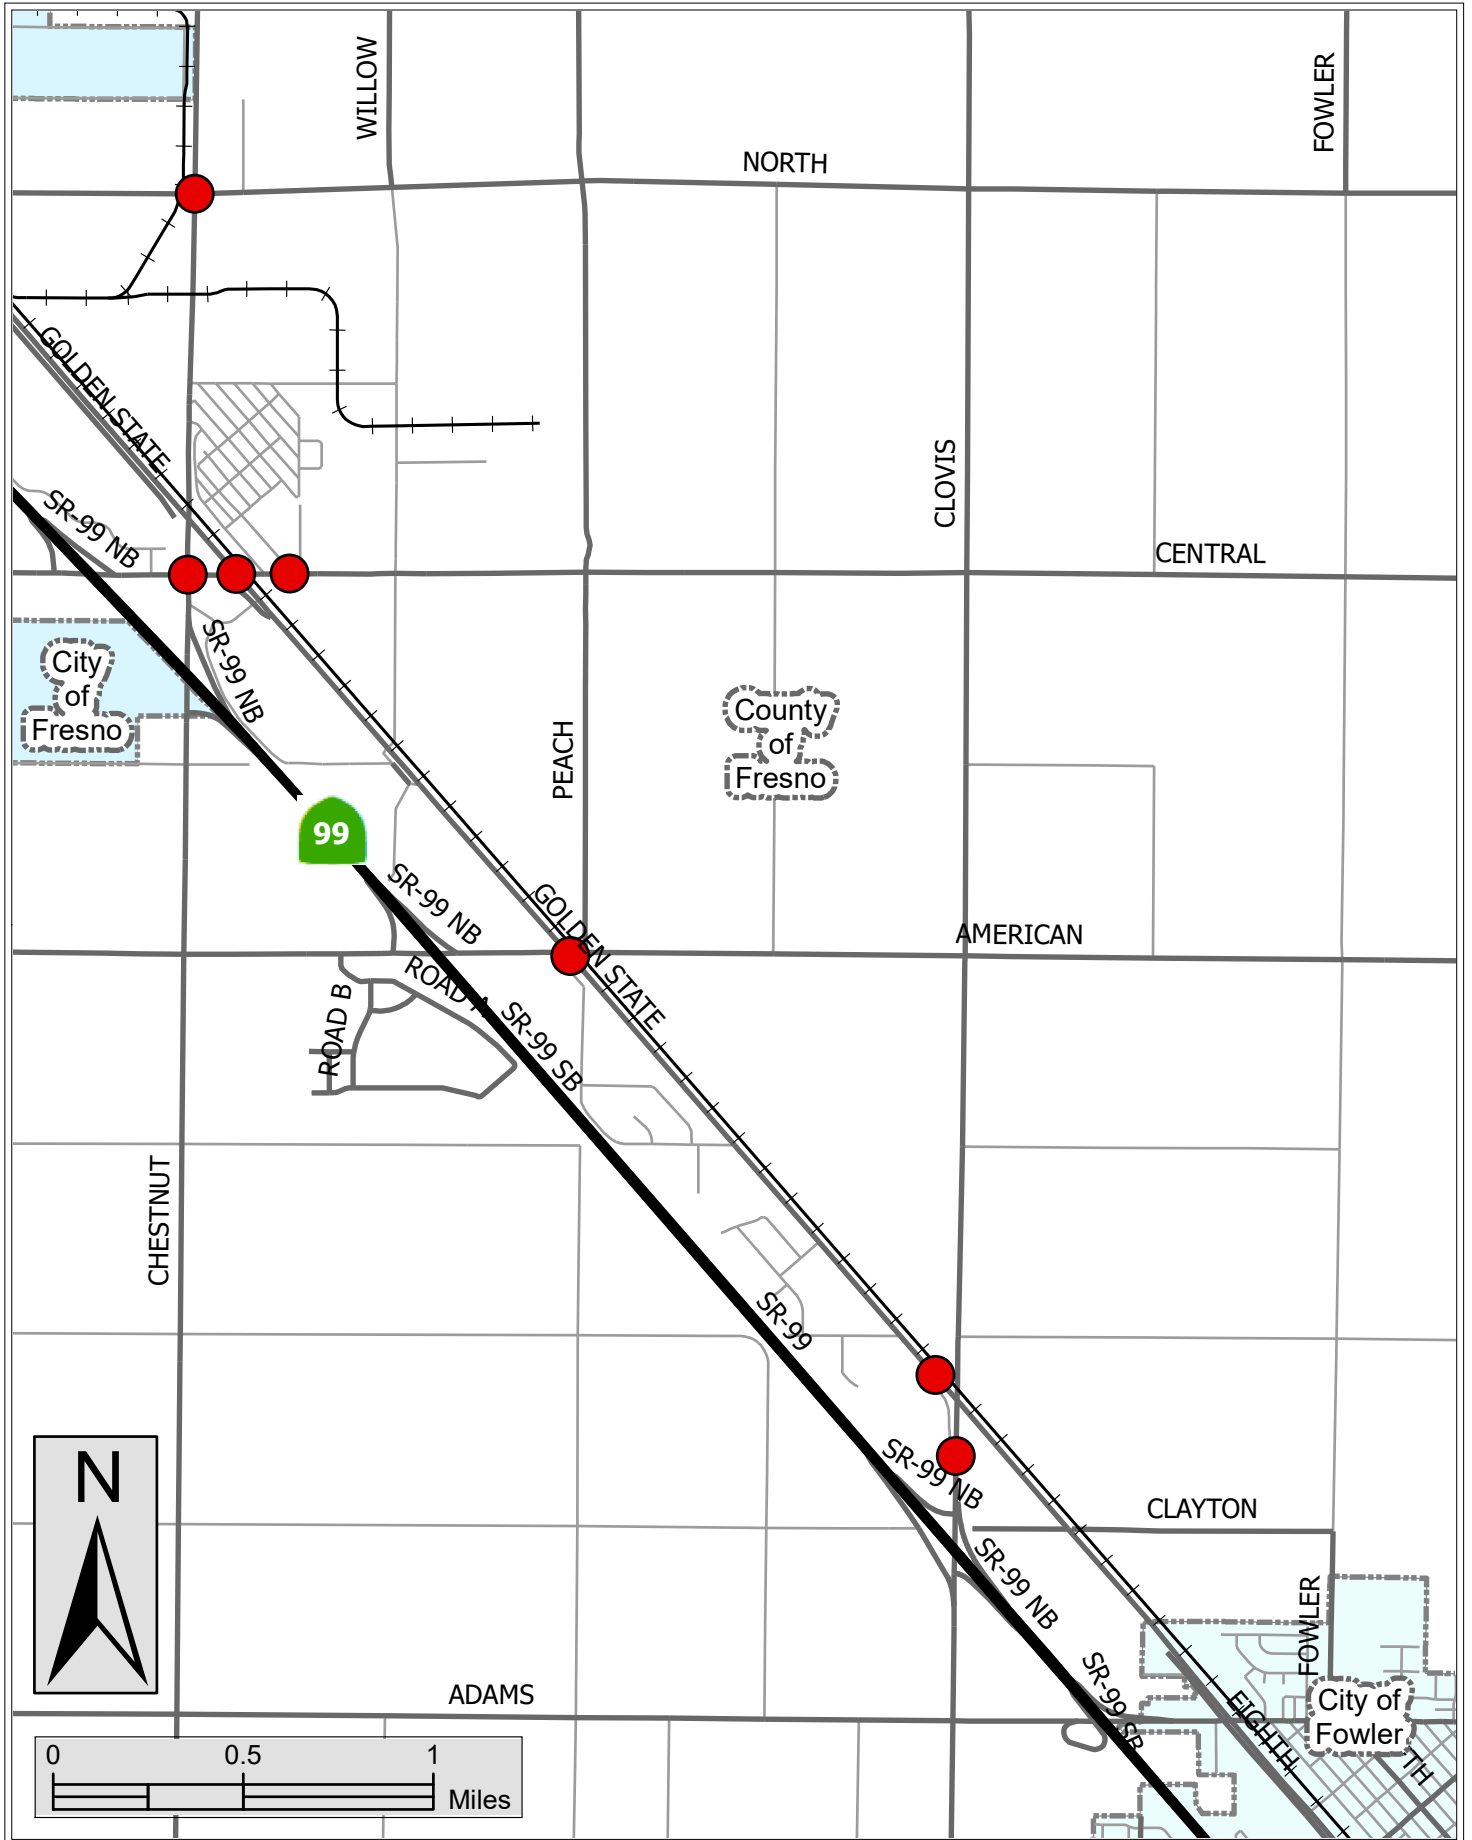 WILLOW
FOWLER
NORTH
GOLDEN STATE
CLOVIS
SR-99 NB
CENTRAL
SR-99 NB
City
of
Fresno
County
of
Fresno
PEACH
99
SR-99 NB
GOLDEN STATE
AMERICAN
ROAD A
ROAD B
SR-99 SB
CHESTNUT
SR-99
SR-99 NB
CLAYTON
SR-99 NB
FOWLER
SR-99 SB
ADAMS
EIGHTH
City of
Fowler
TH
N
0 0.5 1
Miles